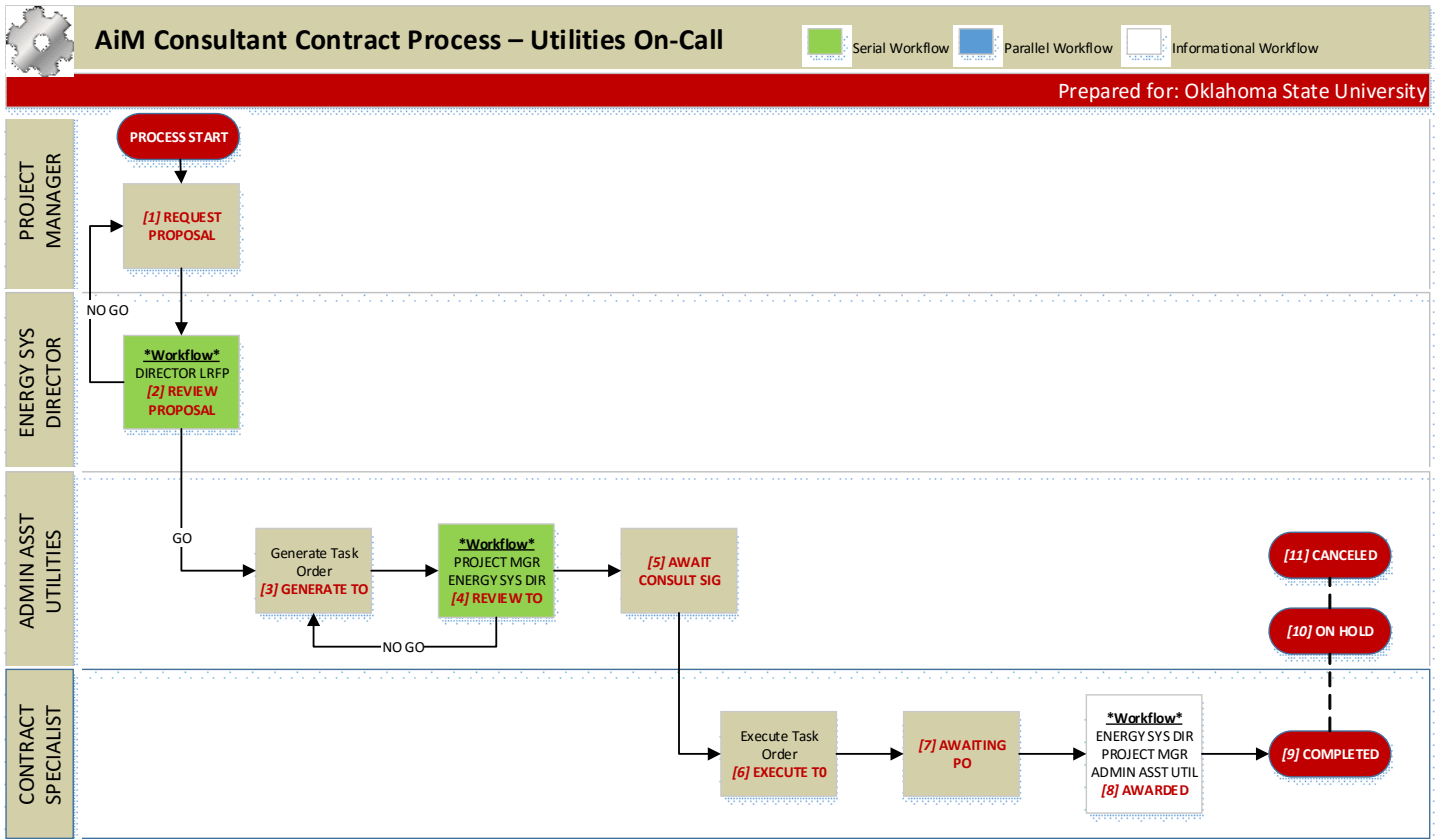 AiM Consultant Contract Process – Utilities On-Call
Serial Workflow
Parallel Workflow
Informational Workflow
Prepared for: Oklahoma State University
PROJECT
MANAGER
PROCESS START
[1] REQUEST
PROPOSAL
NO GO
ENERGY SYS
DIRECTOR
*Workflow*
DIRECTOR LRFP
[2] REVIEW
PROPOSAL
ADMIN ASST
UTILITIES
GO
Generate Task
Order
[3] GENERATE TO
*Workflow*
PROJECT MGR
ENERGY SYS DIR
[4] REVIEW TO
NO GO
[5] AWAIT
CONSULT SIG
[11] CANCELED
[10] ON HOLD
CONTRACT
SPECIALIST
Execute Task
Order
[6] EXECUTE T0
[7] AWAITING
PO
*Workflow*
ENERGY SYS DIR
PROJECT MGR
ADMIN ASST UTIL
[8] AWARDED
[9] COMPLETED